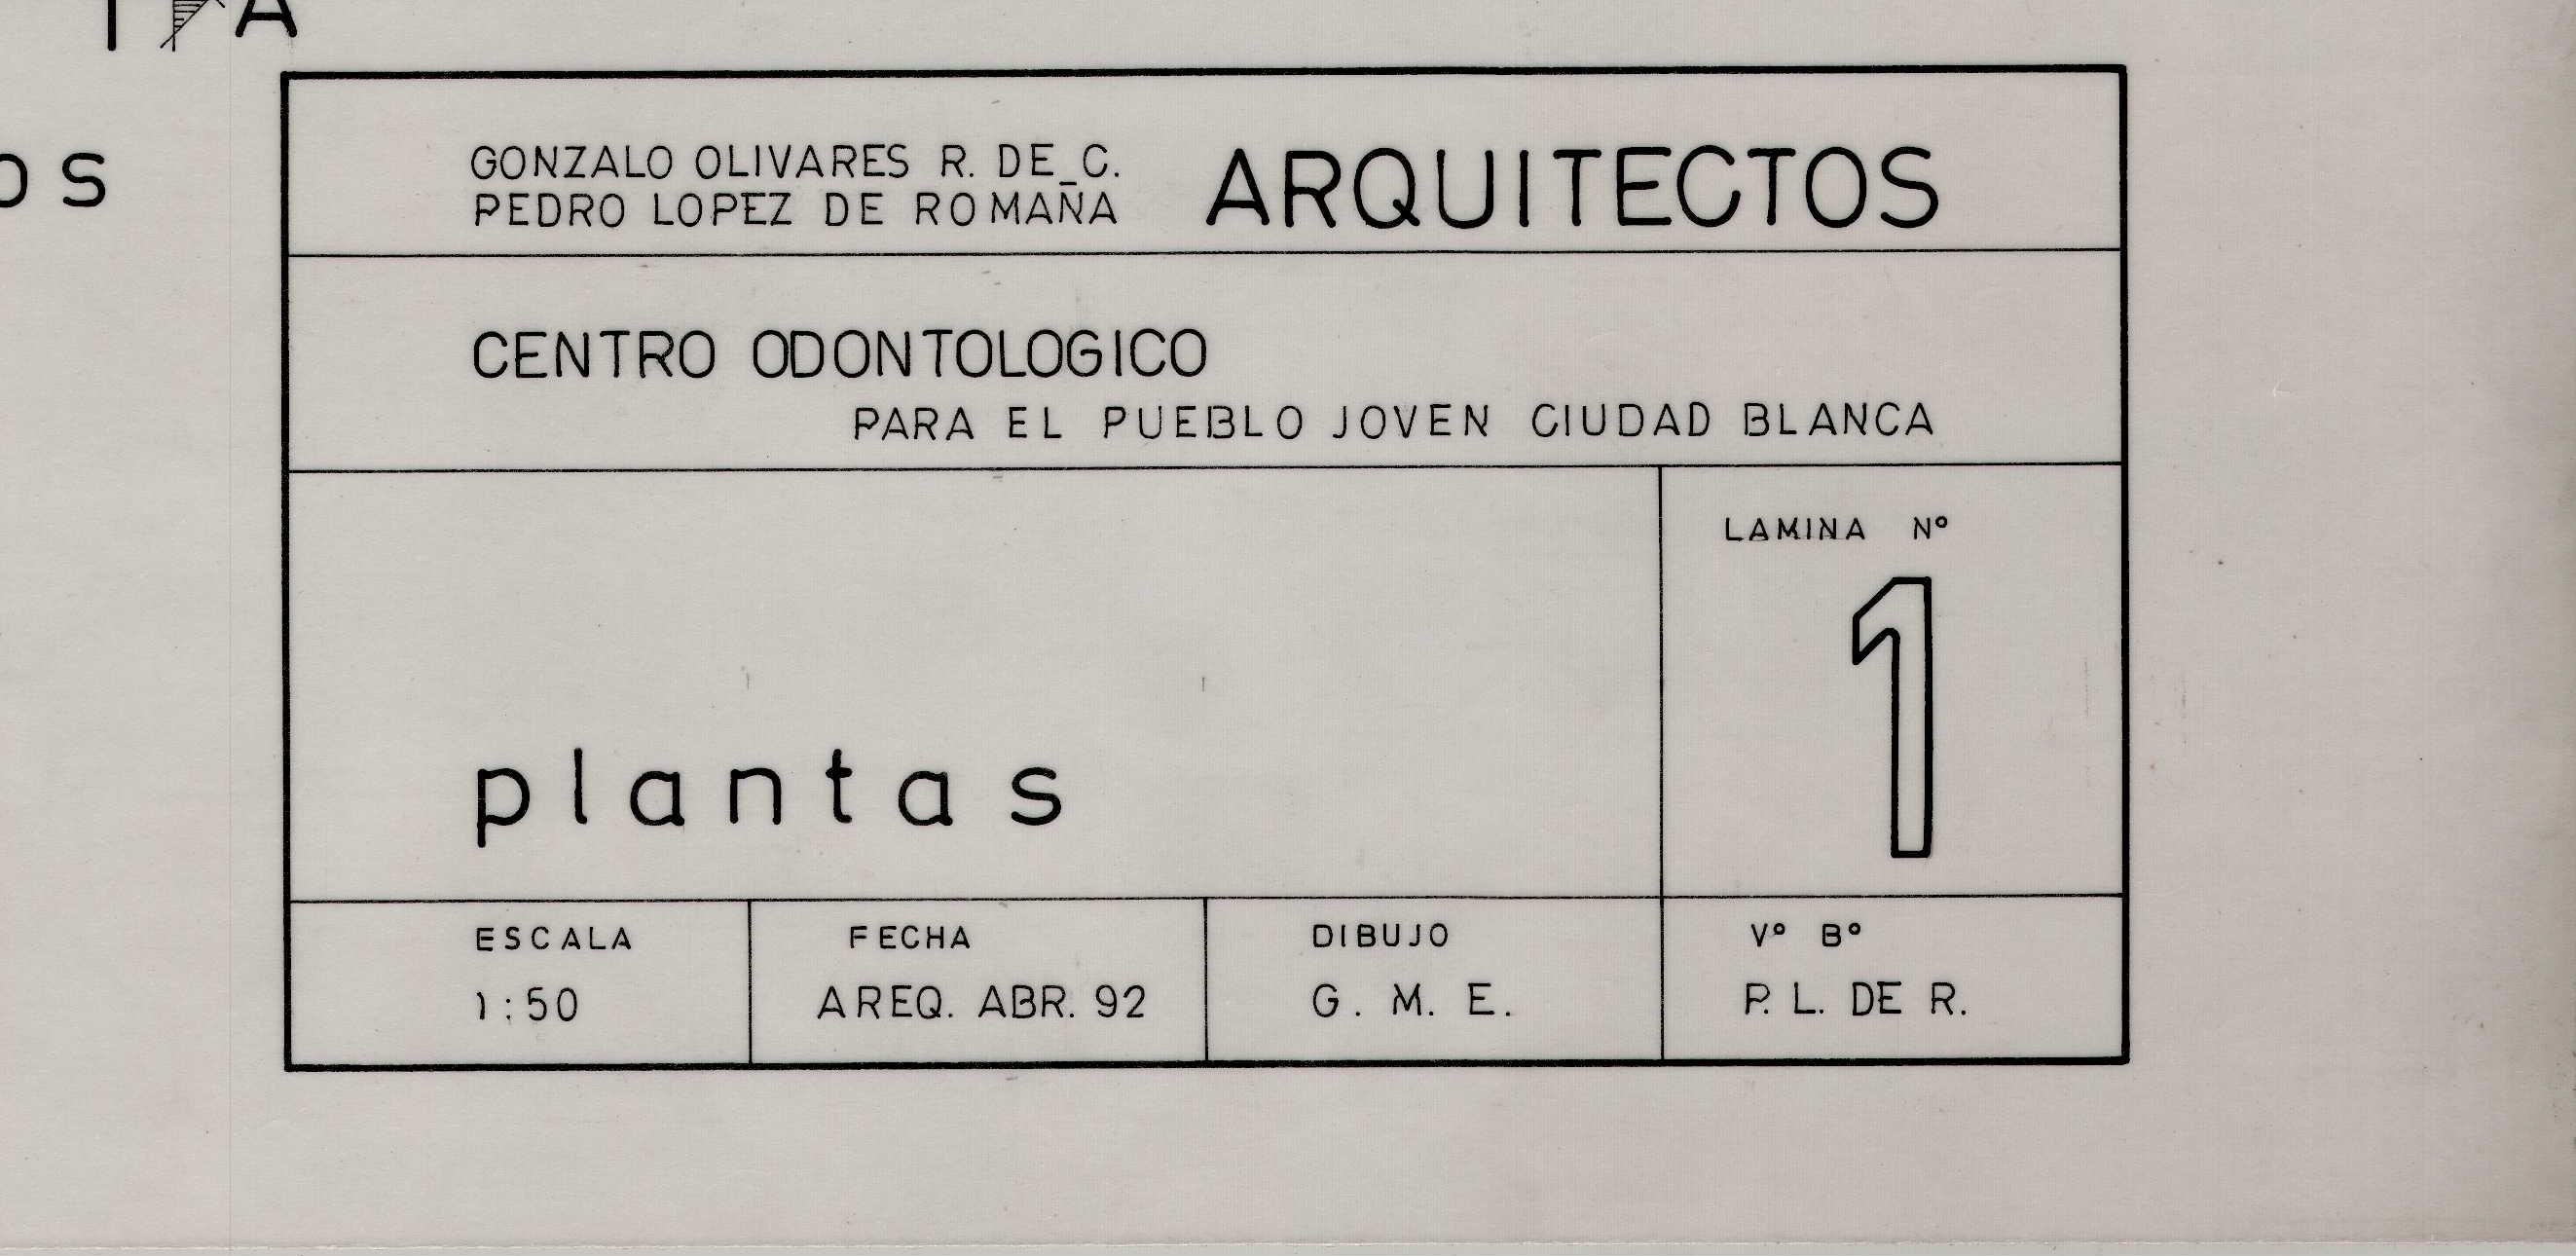 A
OS
GONZALO OLIVARES R. DE C.
PEDRO LOPEZ DE ROMAÑA
ARQUITECTOS
CENTRO ODONTOLOGICO
PARA EL PUEBLO JOVEN CIUDAD BLANCA
LAMINA Nº
1
plantas
ESCALA
1:50
FECHA
AREQ. ABR. 92
DIBUJO
G. M. E.
Vº Bº
P. L. DE R.